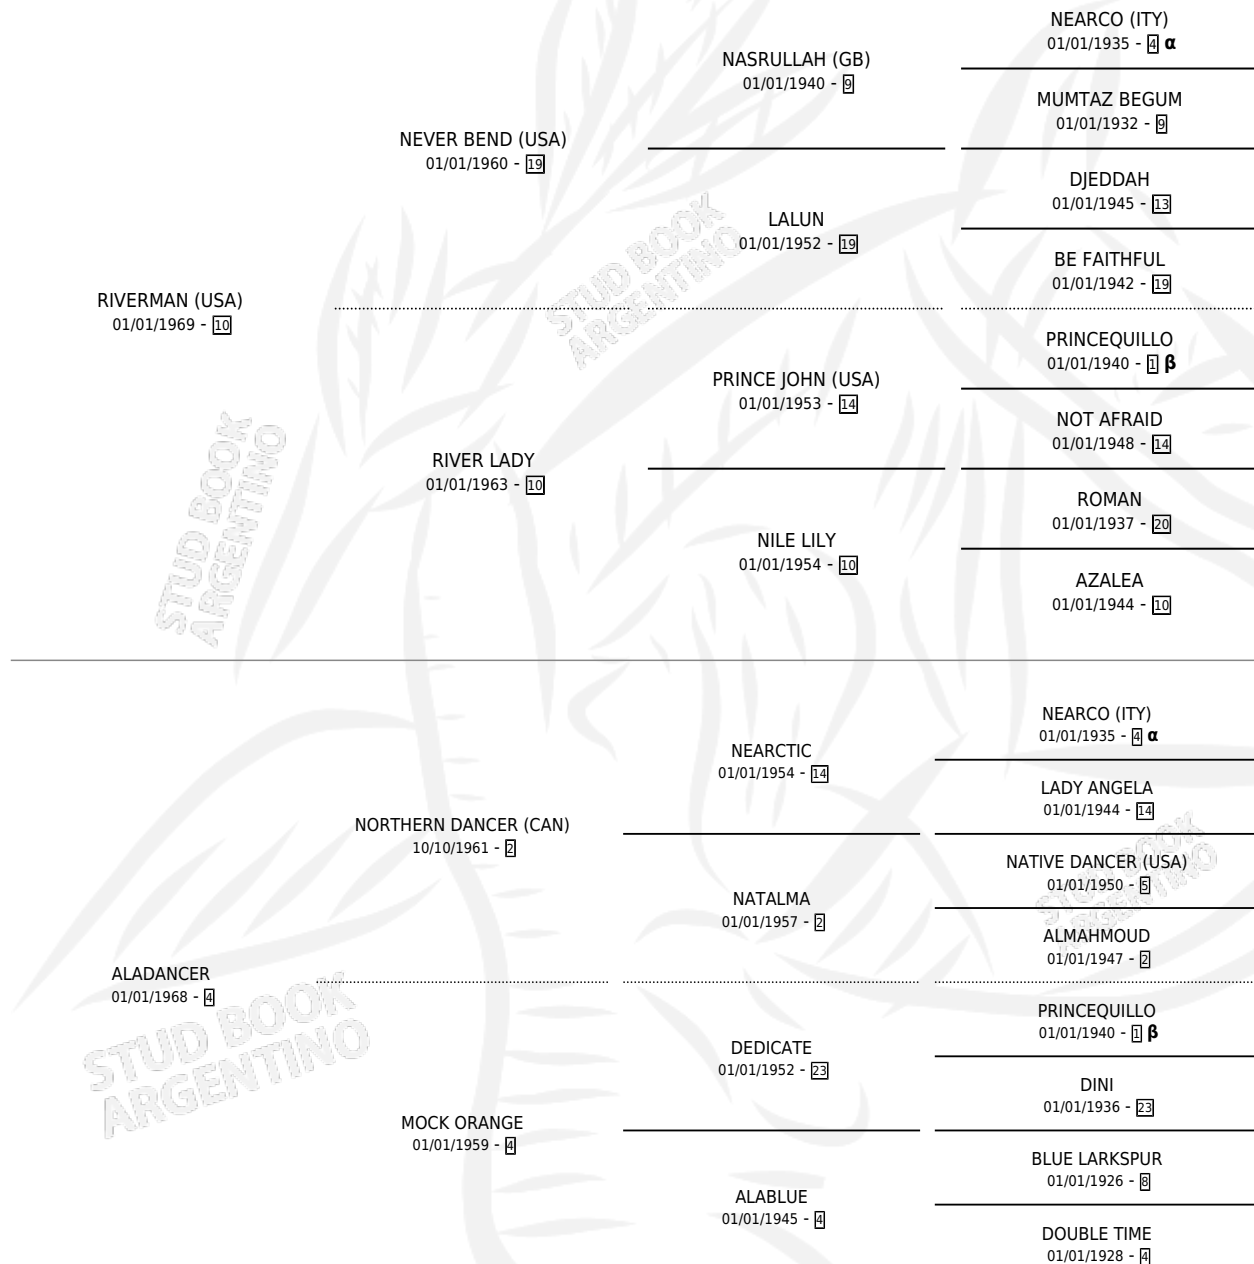 NEARCO (ITY)
01/01/1935 - 4 α
NASRULLAH (GB)
01/01/1940 - 9
MUMTAZ BEGUM
01/01/1932 - 9
NEVER BEND (USA)
01/01/1960 - 19
DJEDDAH
01/01/1945 - 13
LALUN
01/01/1952 - 19
BE FAITHFUL
01/01/1942 - 19
RIVERMAN (USA)
01/01/1969 - 10
STUD BOOK
ARGENTINO
PRINCEQUILLO
01/01/1940 - 1 β
PRINCE JOHN (USA)
01/01/1953 - 14
NOT AFRAID
01/01/1948 - 14
RIVER LADY
01/01/1963 - 10
STUD BOOK
ARGENTINO
ROMAN
01/01/1937 - 20
NILE LILY
01/01/1954 - 10
AZALEA
01/01/1944 - 10
NEARCO (ITY)
01/01/1935 - 4 α
NEARCTIC
01/01/1954 - 14
LADY ANGELA
01/01/1944 - 14
NORTHERN DANCER (CAN)
10/10/1961 - 2
STUD BOOK
ARGENTINO
NATIVE DANCER (USA)
01/01/1950 - 5
NATALMA
01/01/1957 - 2
ALMAHMOUD
01/01/1947 - 2
ALADANCER
01/01/1968 - 4
STUD BOOK
ARGENTINO
PRINCEQUILLO
01/01/1940 - 1 β
DEDICATE
01/01/1952 - 23
DINI
01/01/1936 - 23
MOCK ORANGE
01/01/1959 - 4
BLUE LARKSPUR
01/01/1926 - 8
ALABLUE
01/01/1945 - 4
DOUBLE TIME
01/01/1928 - 4